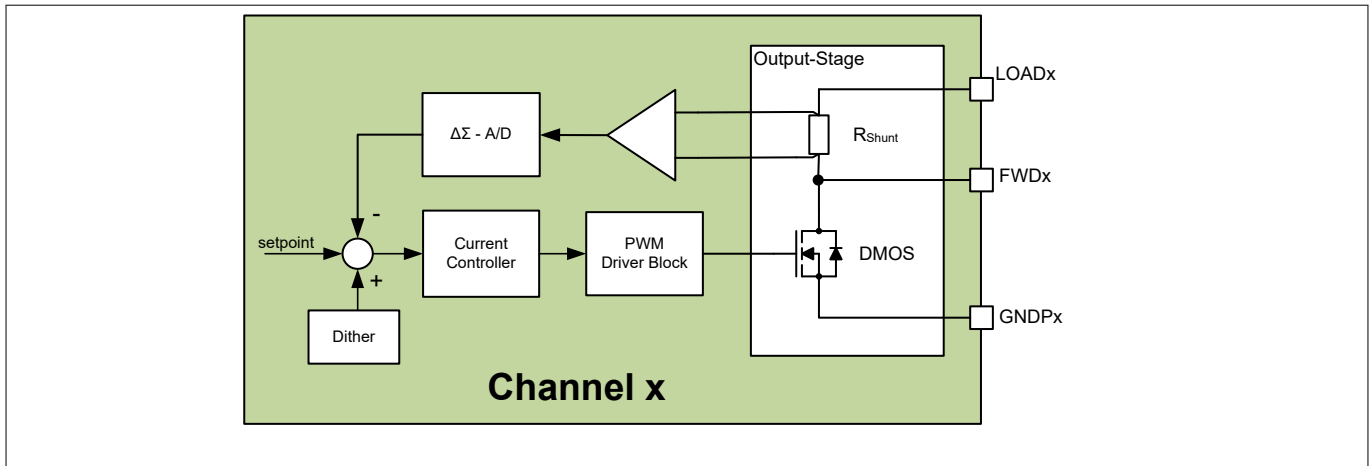 Output-Stage
LOADx
ΔΣ - A/D
RShunt
FWDx
-
setpoint
Current
Controller
PWM
Driver Block
DMOS
+
Dither
GNDPx
Channel x